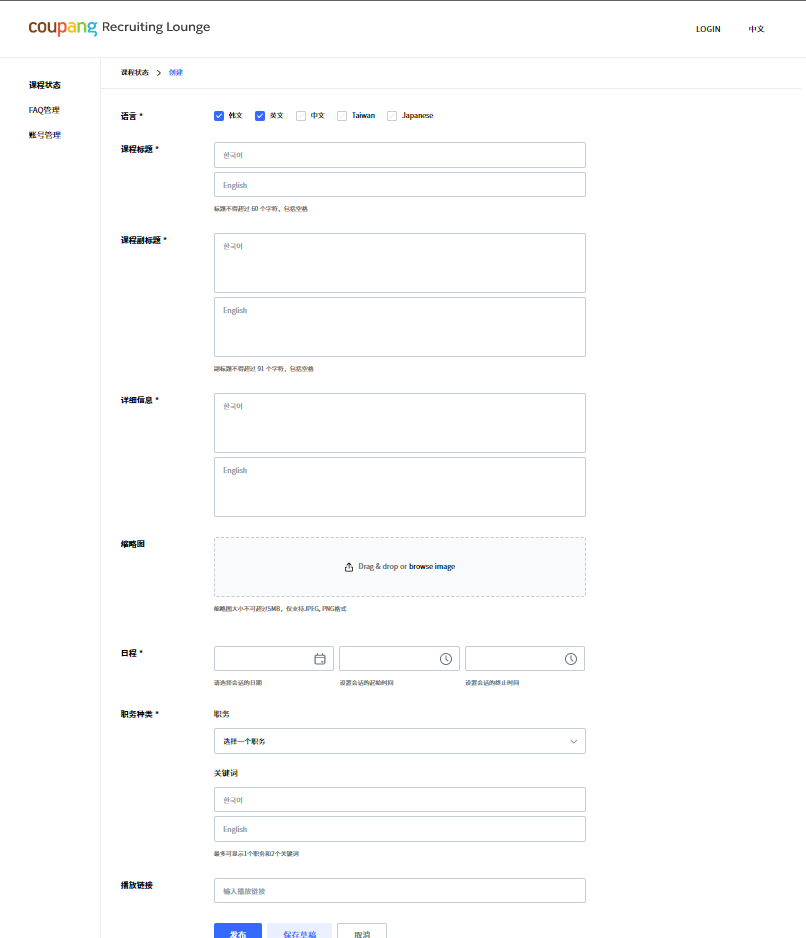 coupang Recruiting Lounge
LOGIN 中文
课程状态
FAQ管理
账号管理
课程状态 > 创建
语言 * 韩文 英文 中文 Taiwan Japanese
课程标题 *
한국어
English
标题不得超过 60 个字符，包括空格
课程副标题 *
한국어
English
副标题不得超过 91 个字符，包括空格
详细信息 *
한국어
English
缩略图
Drag & drop or browse image
缩略图大小不可超过5MB，仅支持JPEG, PNG格式
日程 *
请选择会话的日期 设置会话的起始时间 设置会话的终止时间
职务种类 * 职务
选择一个职务
关键词
한국어
English
最多可显示1个职务和2个关键词
播放链接
输入播放链接
发布 保存草稿 取消